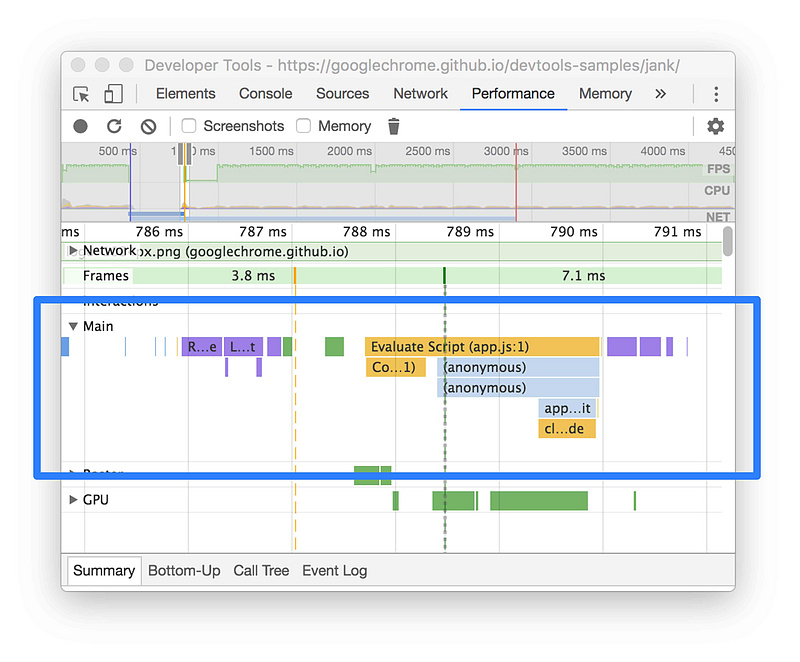 Developer Tools - https://googlechrome.github.io/devtools-samples/jank/
Elements Console Sources Network Performance Memory »
Screenshots Memory
500 ms 1500 ms 2000 ms 2500 ms 3000 ms 3500 ms 4000 ms
FPS
CPU
NET
ms 786 ms 787 ms 788 ms 789 ms 790 ms 791 ms
Network px.png (googlechrome.github.io)
Frames 3.8 ms 7.1 ms
Interactions
Main
R...e L...t Evaluate Script (app.js:1)
Co...1) (anonymous)
(anonymous)
app...it
cl...de
Raster
GPU
Summary Bottom-Up Call Tree Event Log